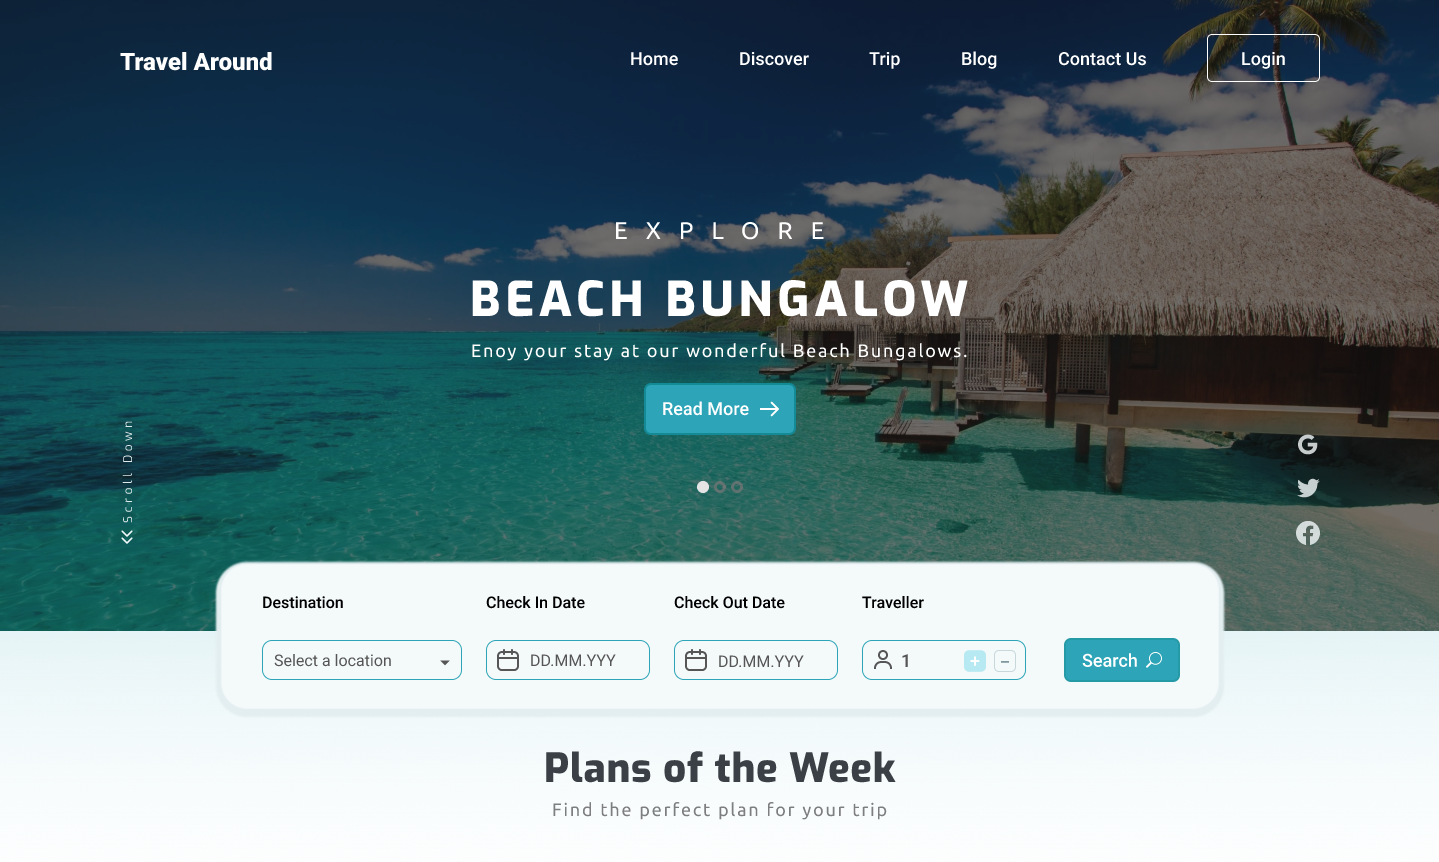 Travel Around
Home Discover Trip Blog Contact Us Login
EXPLORE
BEACH BUNGALOW
Enoy your stay at our wonderful Beach Bungalows.
Read More
Scroll Down
Destination Check In Date Check Out Date Traveller
Select a location DD.MM.YYY DD.MM.YYY 1 + − Search
Plans of the Week
Find the perfect plan for your trip